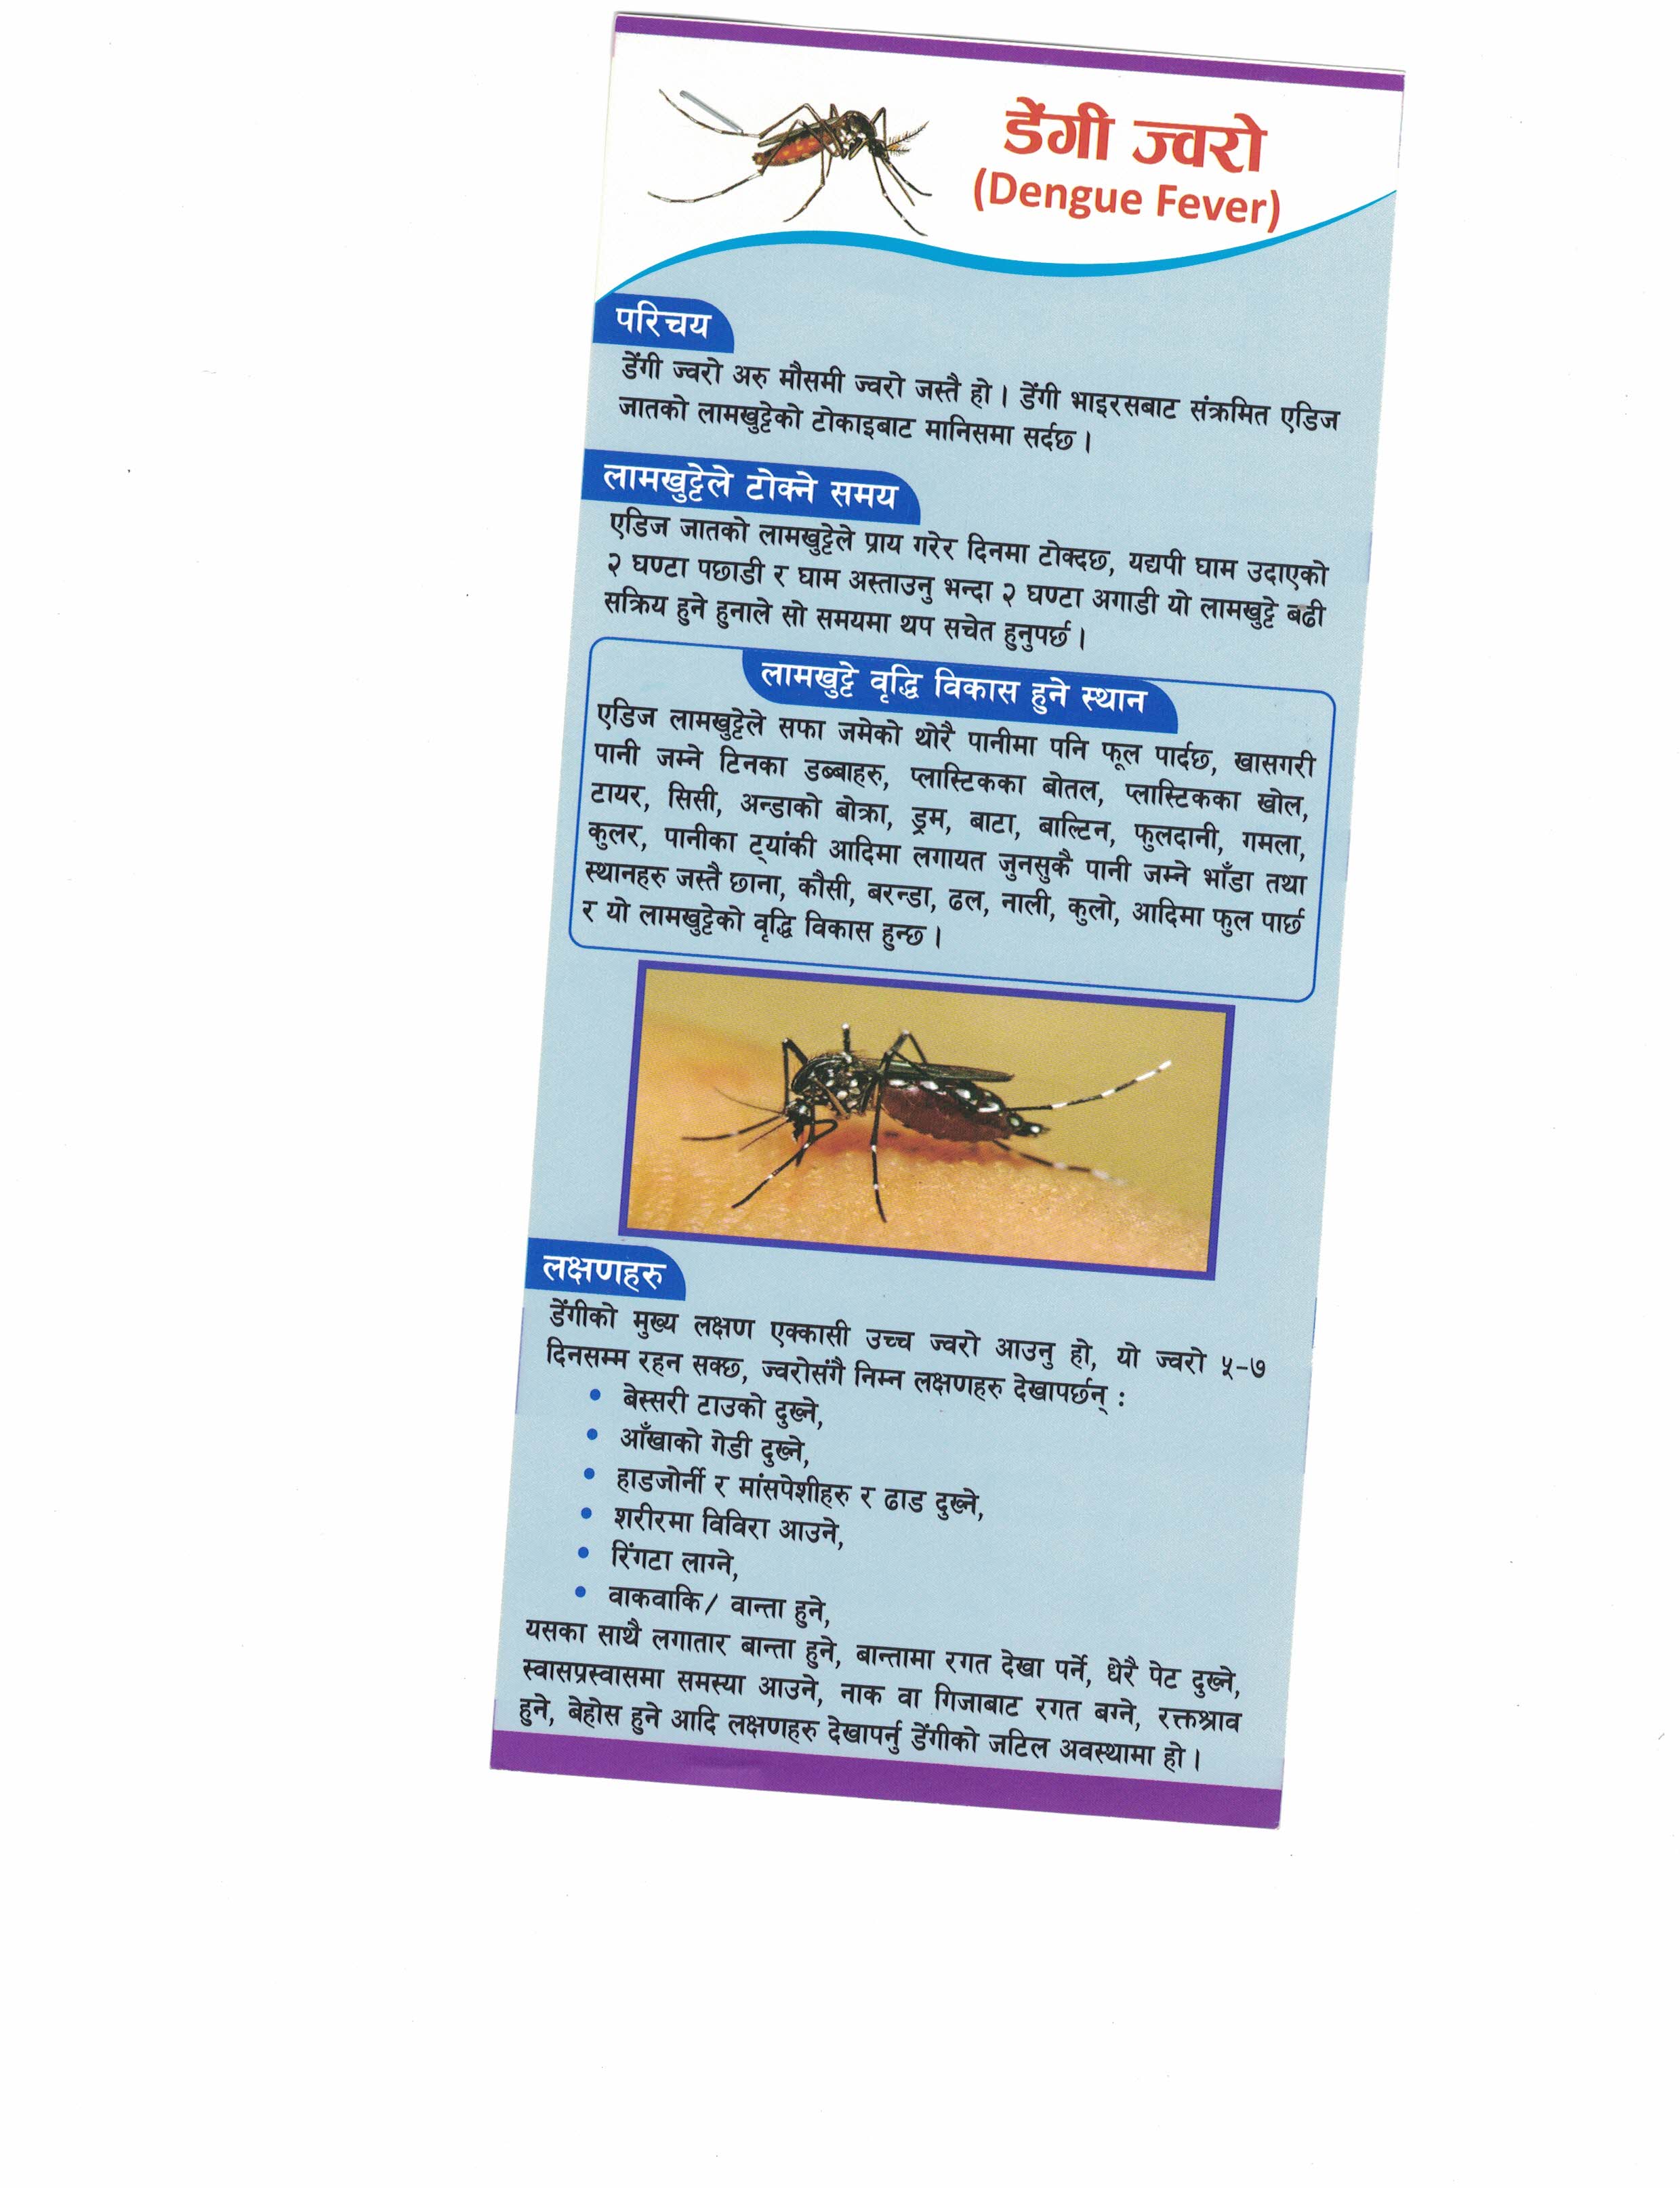 डेंगी ज्वरो
(Dengue Fever)
परिचय
डेंगी ज्वरो अरु मौसमी ज्वरो जस्तै हो । डेंगी भाइरसबाट संक्रमित एडिज
जातको लामखुट्टेको टोकाइबाट मानिसमा सर्दछ ।
लामखुट्टेले टोक्ने समय
एडिज जातको लामखुट्टेले प्राय गरेर दिनमा टोक्दछ, यद्यपी घाम उदाएको
२ घण्टा पछाडी र घाम अस्ताउनु भन्दा २ घण्टा अगाडी यो लामखुट्टे बढी
सक्रिय हुने हुनाले सो समयमा थप सचेत हुनुपर्छ ।
लामखुट्टे वृद्धि विकास हुने स्थान
एडिज लामखुट्टेले सफा जमेको थोरै पानीमा पनि फूल पार्दछ, खासगरी
पानी जम्ने टिनका डब्बाहरु, प्लास्टिकका बोतल, प्लास्टिकका खोल,
टायर, सिसी, अन्डाको बोक्रा, ड्रम, बाटा, बाल्टिन, फुलदानी, गमला,
कुलर, पानीका ट्यांकी आदिमा लगायत जुनसुकै पानी जम्ने भाँडा तथा
स्थानहरु जस्तै छाना, कौसी, बरन्डा, ढल, नाली, कुलो, आदिमा फुल पार्छ
र यो लामखुट्टेको वृद्धि विकास हुन्छ ।
लक्षणहरु
डेंगीको मुख्य लक्षण एक्कासी उच्च ज्वरो आउनु हो, यो ज्वरो ५-७
दिनसम्म रहन सक्छ, ज्वरोसंगै निम्न लक्षणहरु देखापर्छन् :
• बेस्सरी टाउको दुख्ने,
• आँखाको गेडी दुख्ने,
• हाडजोर्नी र मांसपेशीहरु र ढाड दुख्ने,
• शरीरमा विविरा आउने,
• रिंगटा लाग्ने,
• वाकवाकि/ वान्ता हुने,
यसका साथै लगातार बान्ता हुने, बान्तामा रगत देखा पर्ने, धेरै पेट दुख्ने,
स्वासप्रस्वासमा समस्या आउने, नाक वा गिजाबाट रगत बग्ने, रक्तश्राव
हुने, बेहोस हुने आदि लक्षणहरु देखापर्नु डेंगीको जटिल अवस्थामा हो ।